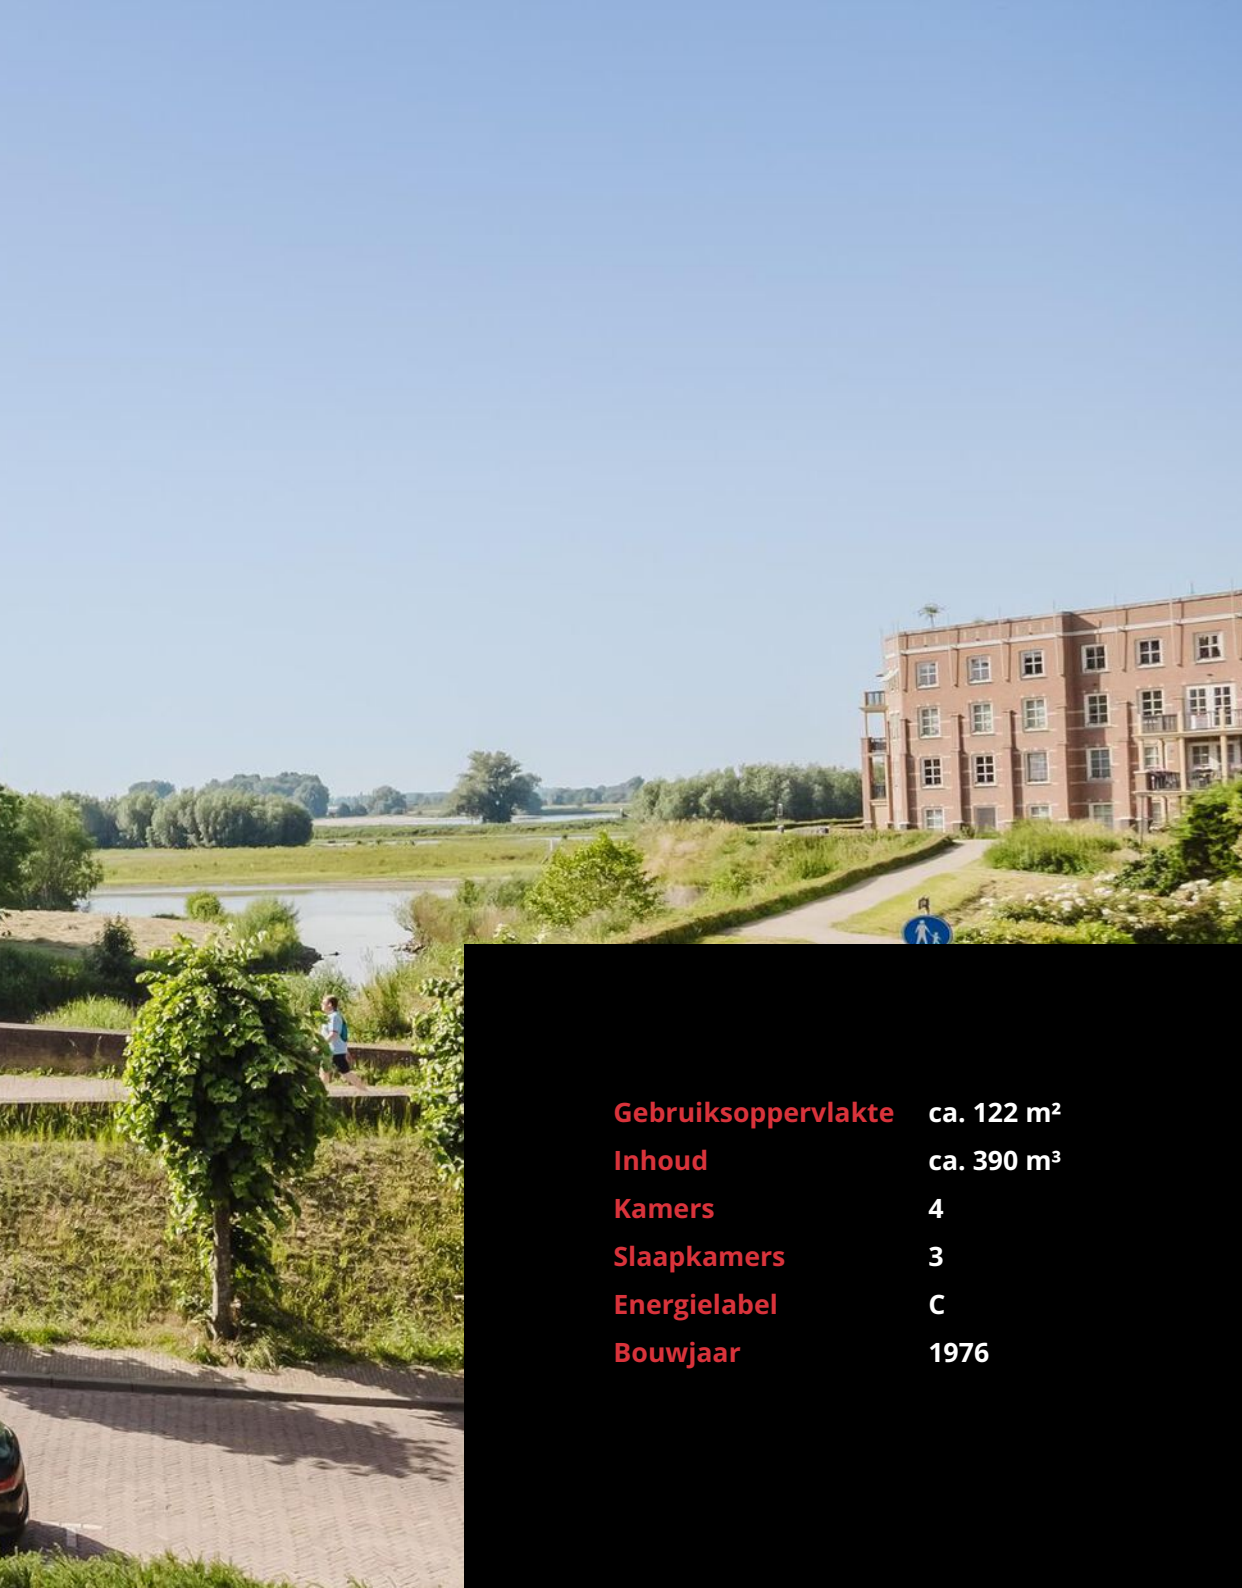 Gebruiksoppervlakte ca. 122 m²
Inhoud ca. 390 m³
Kamers 4
Slaapkamers 3
Energielabel C
Bouwjaar 1976